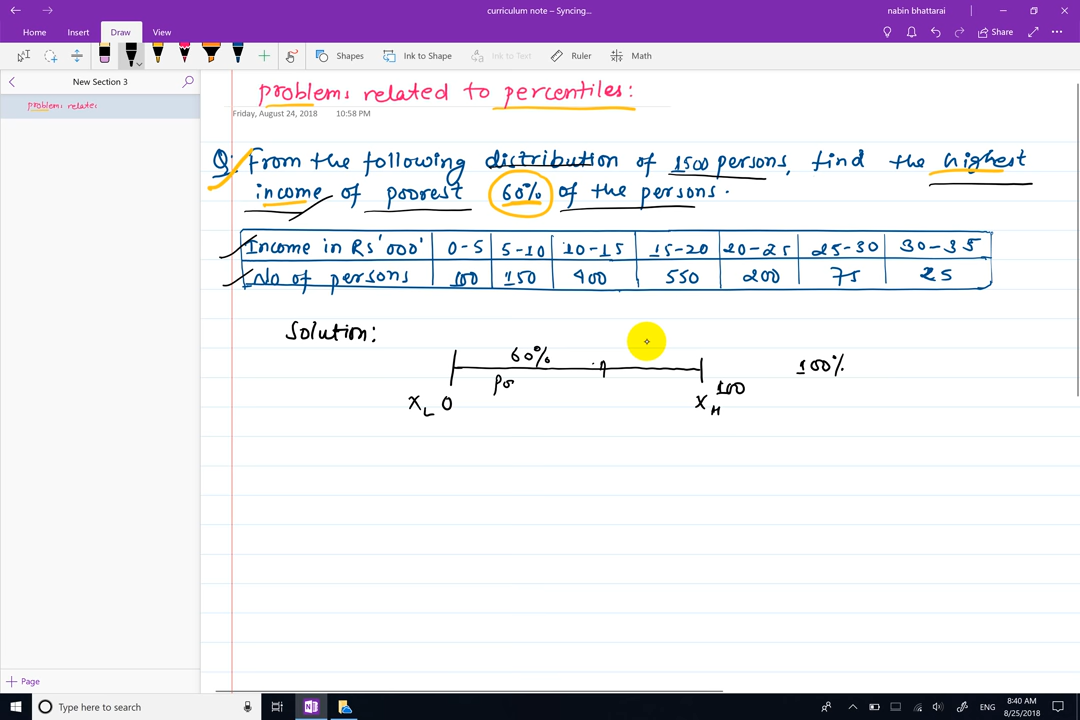 curriculum note – Syncing...
nabin bhattarai
Home Insert Draw View
Share
Shapes Ink to Shape Ink to Text Ruler Math
New Section 3
problems relates
problems related to percentiles:
Friday, August 24, 2018 10:58 PM
Q: From the following distribution of 1500 persons, find the highest
income of poorest 60% of the persons.
Income in Rs '000' 0-5 5-10 10-15 15-20 20-25 25-30 30-35
No of persons 100 150 400 550 200 75 25
Solution:
60% 100%
Po 100
XL 0 XH
+ Page
Type here to search
ENG
8:40 AM
8/25/2018